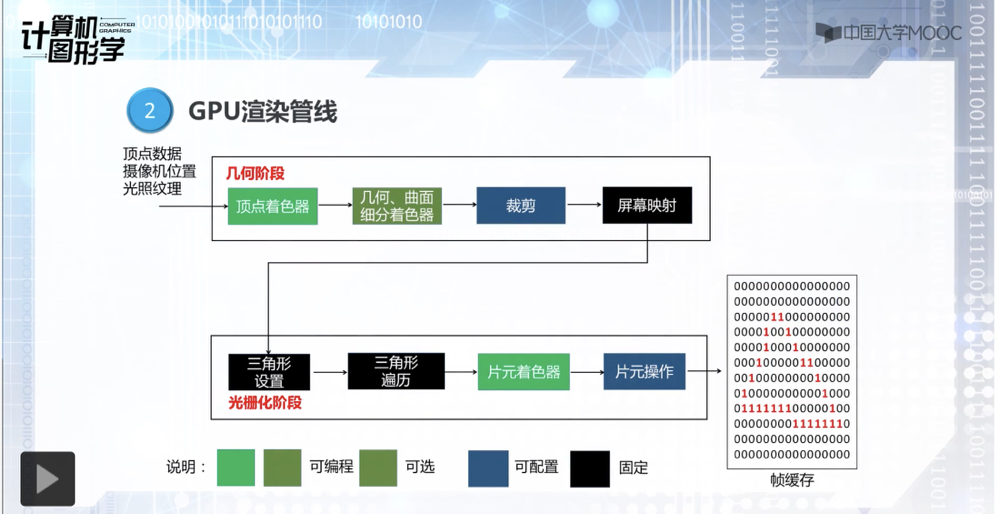 计算机
图形学
COMPUTER
GRAPHICS
中国大学MOOC
2 GPU渲染管线
顶点数据
摄像机位置
光照纹理
几何阶段
顶点着色器
几何、曲面
细分着色器
裁剪
屏幕映射
三角形
设置
三角形
遍历
片元着色器
片元操作
光栅化阶段
0000000000000000
0000000000000000
0000011000000000
0000100100000000
0000100010000000
0001000001100000
0010000000010000
0100000000001000
0111111100000100
0000000011111110
0000000000000000
0000000000000000
帧缓存
说明：
可编程
可选
可配置
固定